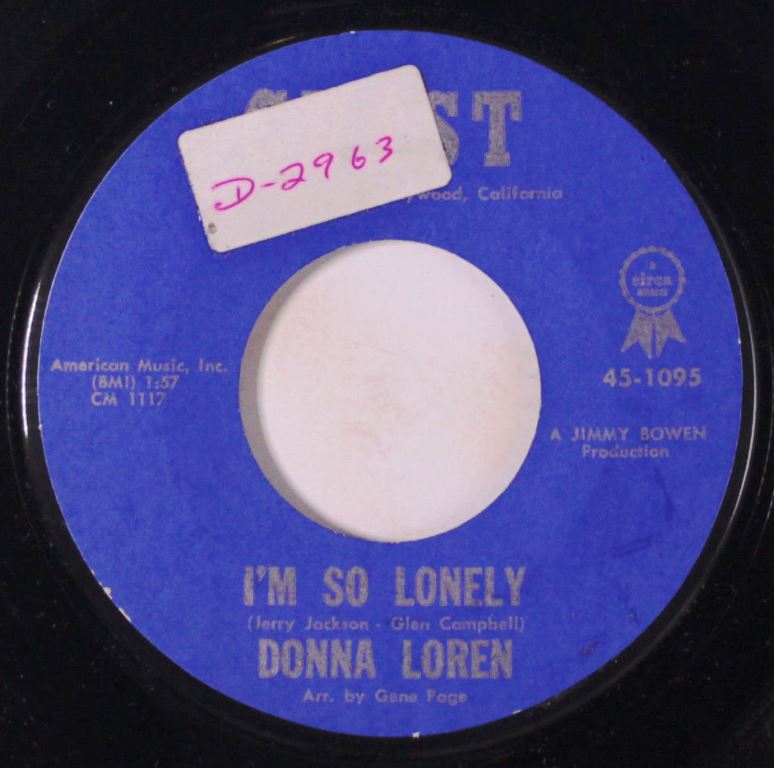 ST
D-2963
ywood, California
a
circa
American Music, Inc.
(BMI) 1:57
CM 1117
45-1095
A JIMMY BOWEN
Production
I'M SO LONELY
(Jerry Jackson - Glen Campbell)
DONNA LOREN
Arr. by Gene Page